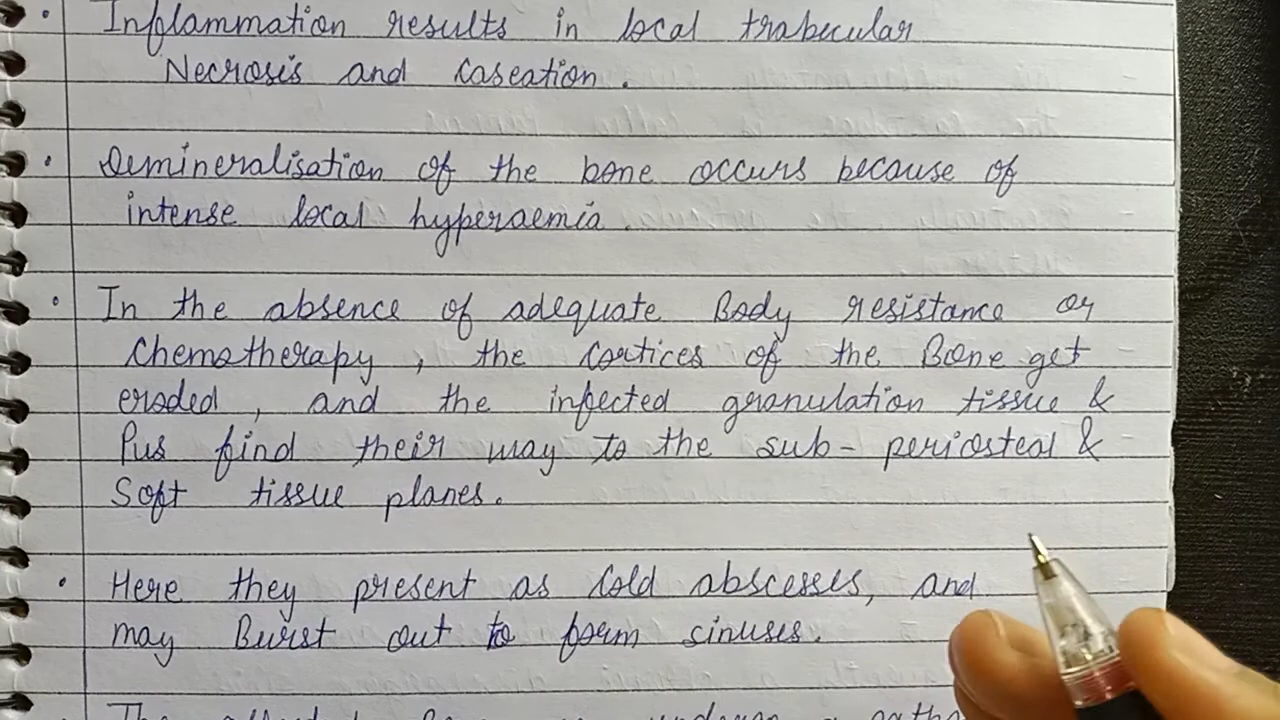 • Inflammation results in local trabecular
Necrosis and Caseation.
• Demineralisation of the bone occurs because of
intense local hyperaemia.
• In the absence of adequate Body resistance or
Chemotherapy, the Cortices of the Bone get
eroded, and the infected granulation tissue &
Pus find their way to the sub-periosteal &
Soft tissue planes.
• Here they present as Cold abscesses, and
may Burst out to form sinuses.